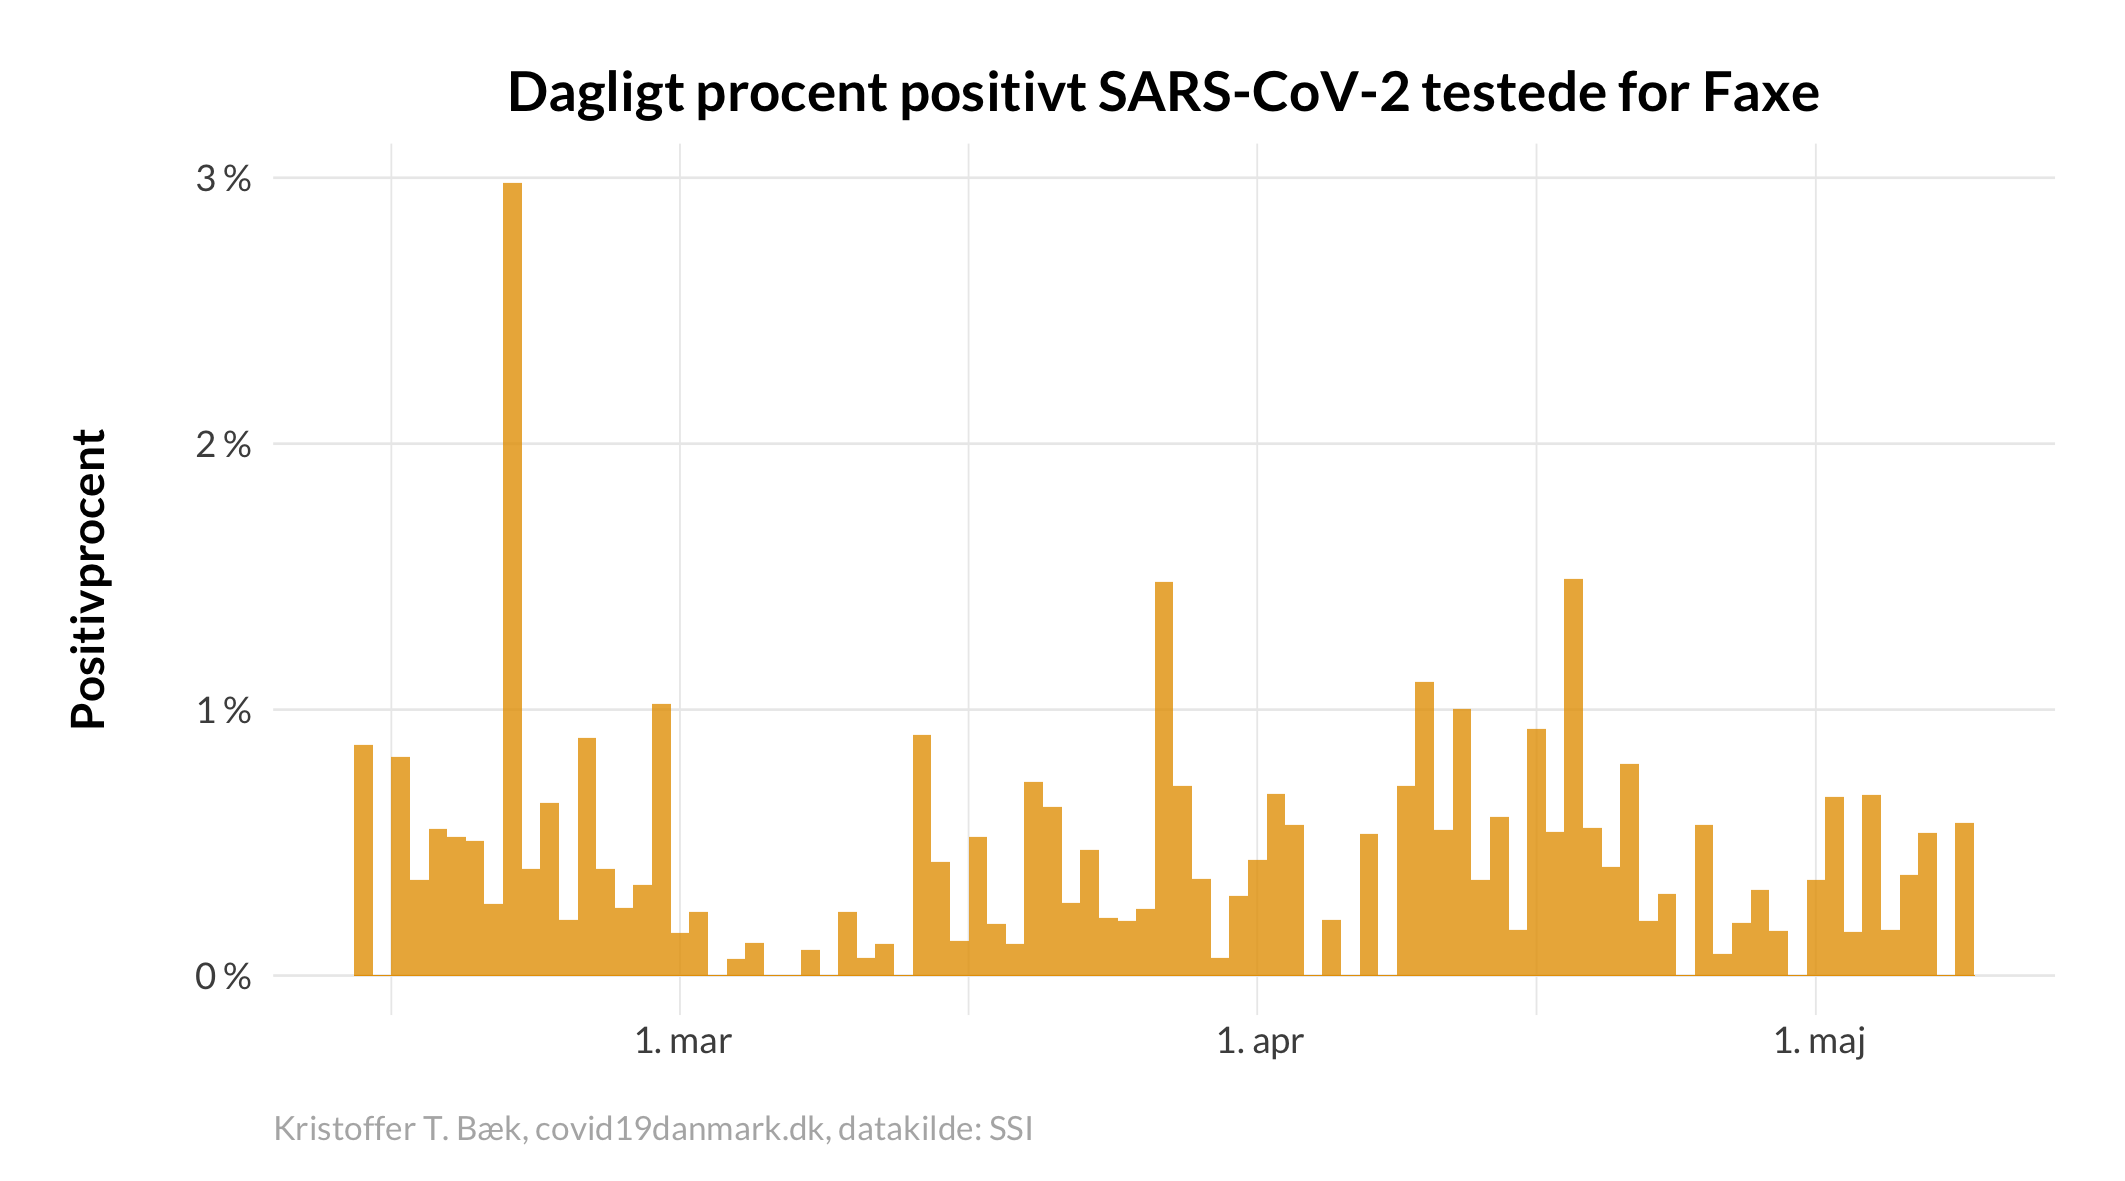 Dagligt procent positivt SARS-CoV-2 testede for Faxe
Positivprocent
3 %
2 %
1 %
0 %
1. mar
1. apr
1. maj
Kristoffer T. Bæk, covid19danmark.dk, datakilde: SSI